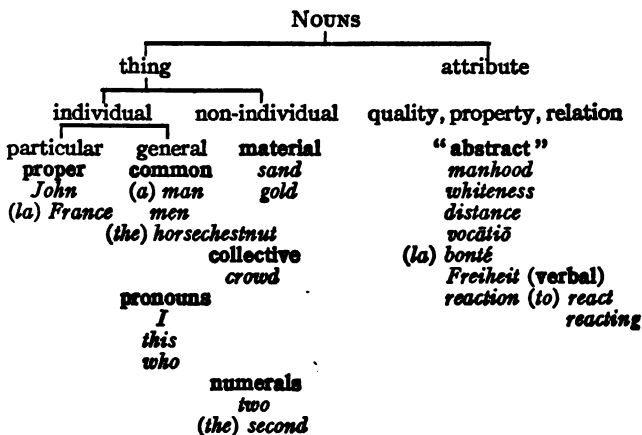 NOUNS
thing attribute
individual non-individual quality, property, relation
particular general material "abstract"
proper common sand manhood
John (a) man gold whiteness
(la) France men distance
(the) horsechestnut vocātiō
collective (la) bonté
crowd Freiheit (verbal)
pronouns reaction (to) react
I reacting
this
who
numerals
two
(the) second